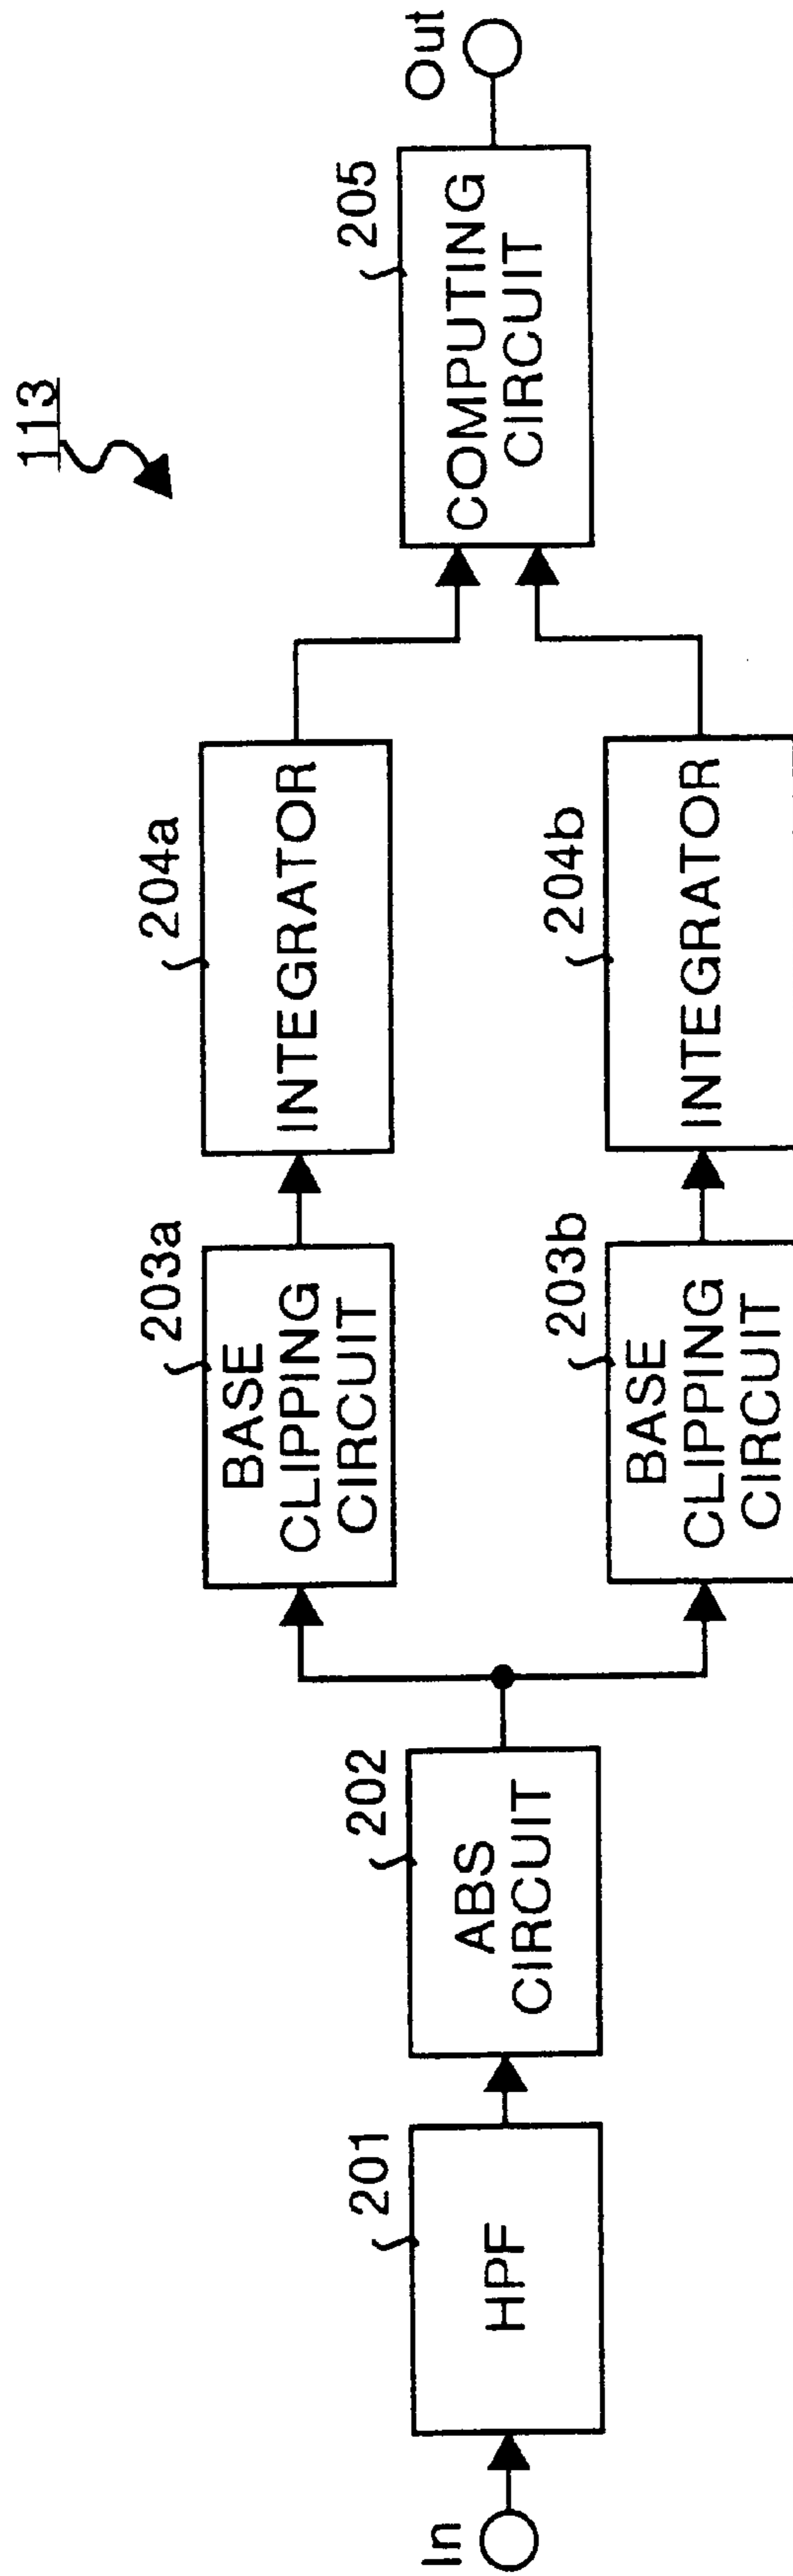 113
In
201
HPF
202
ABS
CIRCUIT
203a
BASE
CLIPPING
CIRCUIT
204a
INTEGRATOR
203b
BASE
CLIPPING
CIRCUIT
204b
INTEGRATOR
205
COMPUTING
CIRCUIT
Out